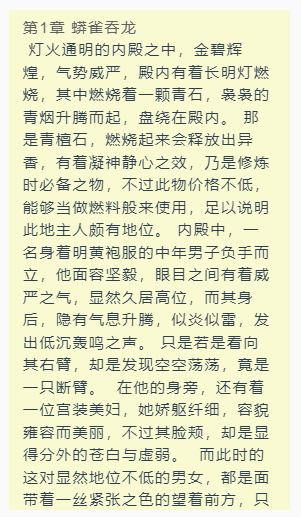 第1章 蟒雀吞龙
灯火通明的内殿之中，金碧辉
煌，气势威严，殿内有着长明灯燃
烧，其中燃烧着一颗青石，袅袅的
青烟升腾而起，盘绕在殿内。 那
是青檀石，燃烧起来会释放出异
香，有着凝神静心之效，乃是修炼
时必备之物，不过此物价格不低，
能够当做燃料般来使用，足以说明
此地主人颇有地位。 内殿中，一
名身着明黄袍服的中年男子负手而
立，他面容坚毅，眼目之间有着威
严之气，显然久居高位，而其身
后，隐有气息升腾，似炎似雷，发
出低沉轰鸣之声。 只是若是看向
其右臂，却是发现空空荡荡，竟是
一只断臂。 在他的身旁，还有着
一位宫装美妇，她娇躯纤细，容貌
雍容而美丽，不过其脸颊，却是显
得分外的苍白与虚弱。 而此时的
这对显然地位不低的男女，都是面
带着一丝紧张之色的望着前方，只